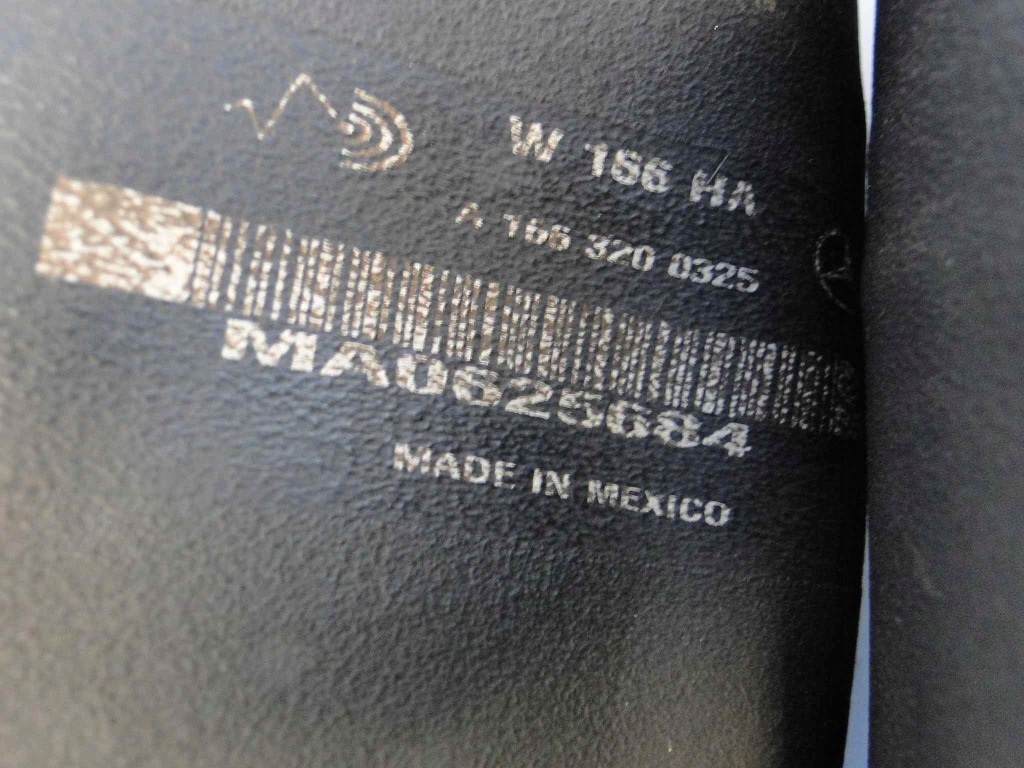 W 166 HA
A 166 320 0325
MA0625684
MADE IN MEXICO